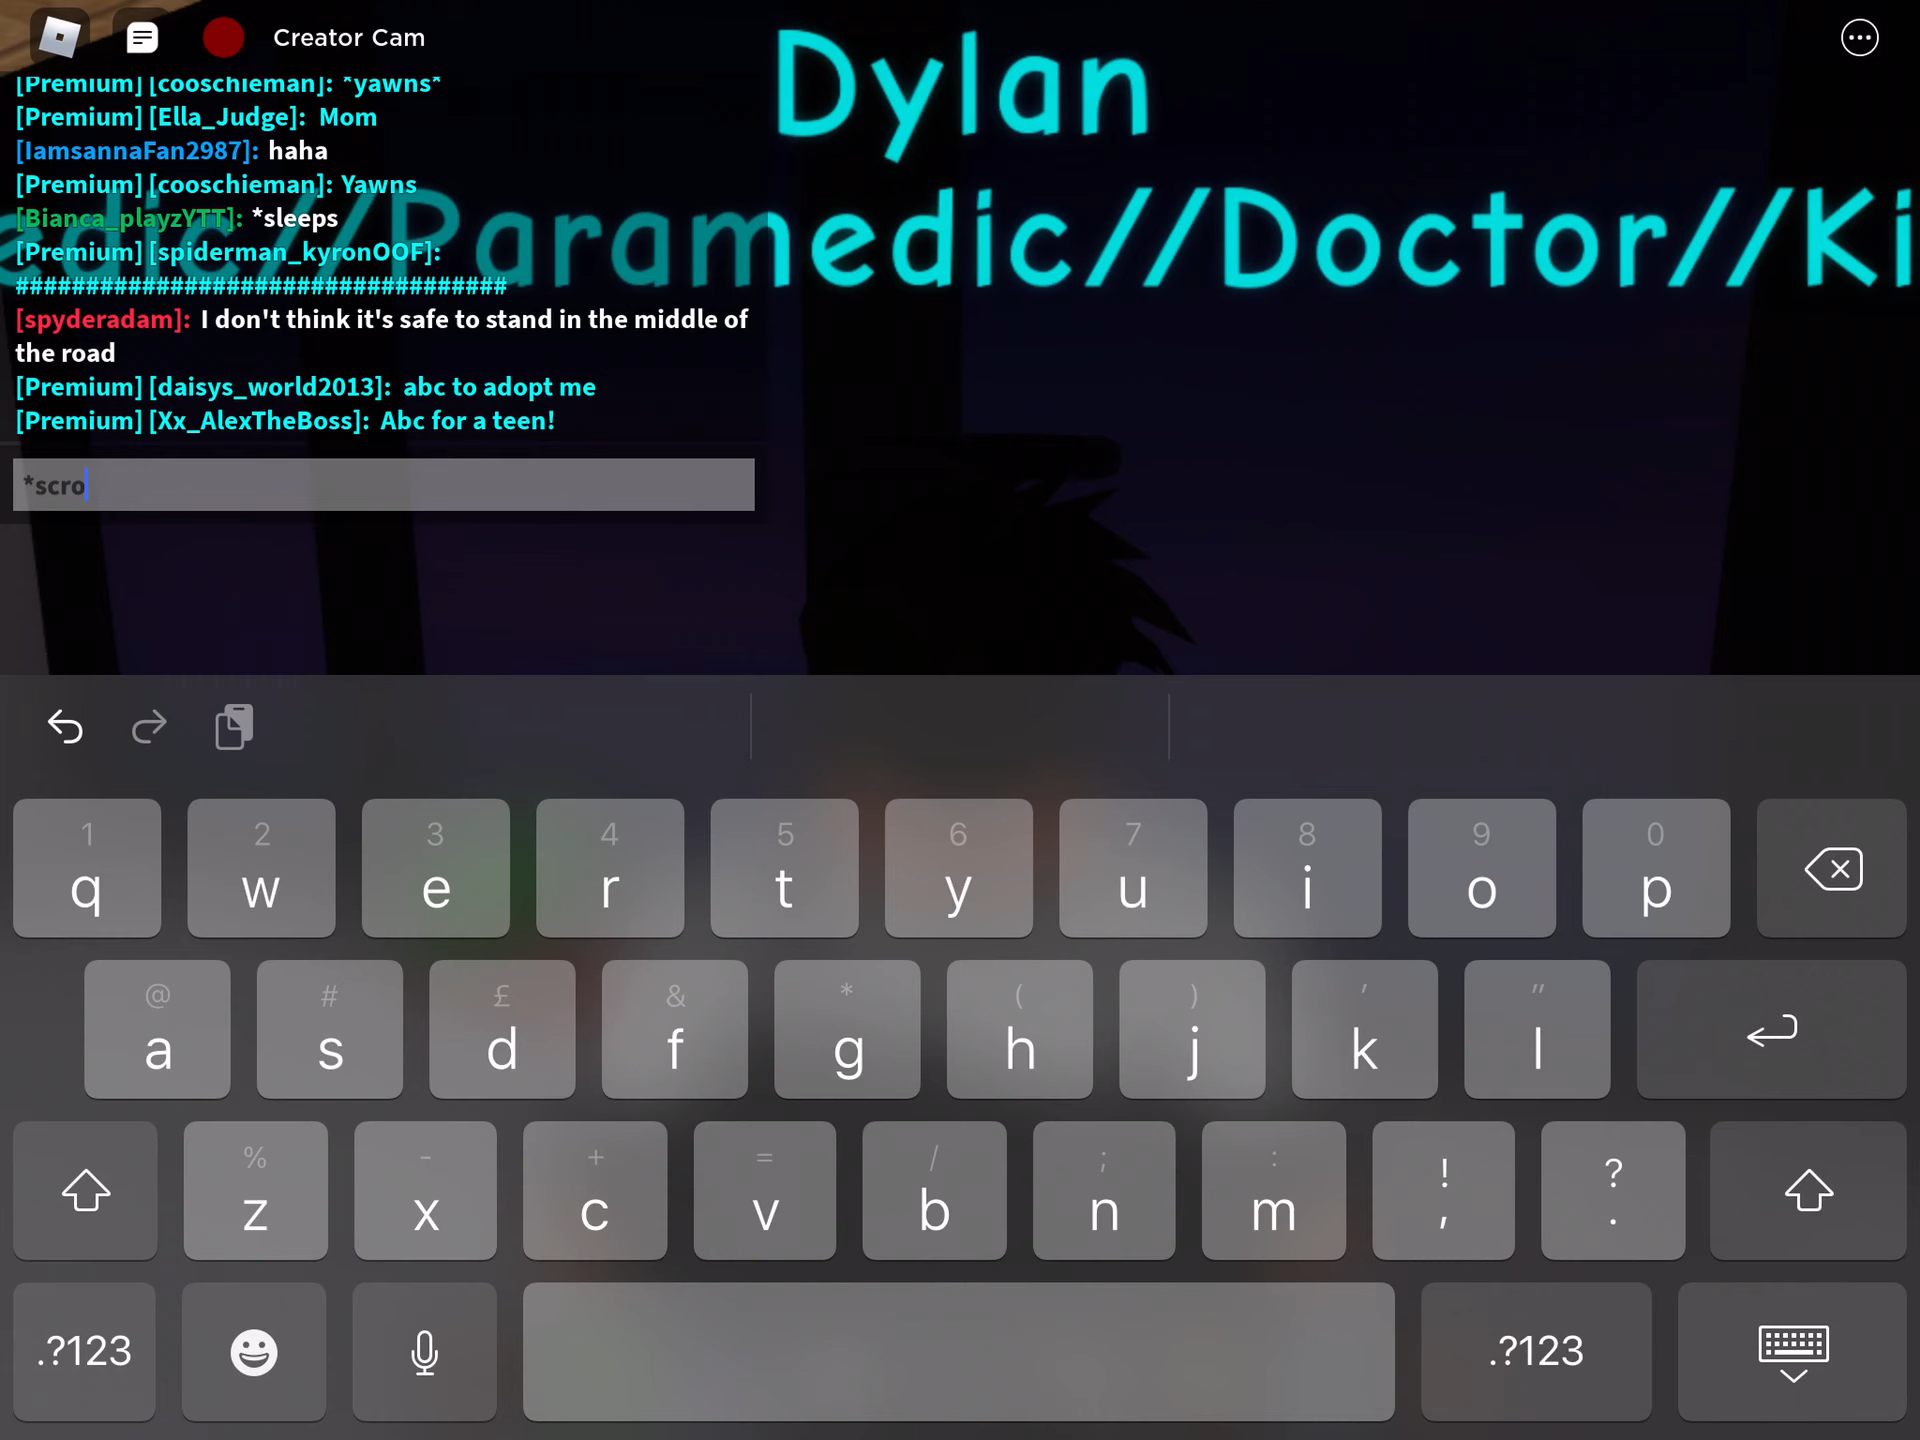 Creator Cam
Dylan
edic//Paramedic//Doctor//Ki
[Premium] [cooschieman]: *yawns*
[Premium] [Ella_Judge]: Mom
[IamsannaFan2987]: haha
[Premium] [cooschieman]: Yawns
[Bianca_playzYTT]: *sleeps
[Premium] [spiderman_kyronOOF]:
###################################
[spyderadam]: I don't think it's safe to stand in the middle of
the road
[Premium] [daisys_world2013]: abc to adopt me
[Premium] [Xx_AlexTheBoss]: Abc for a teen!
*scro
1 2 3 4 5 6 7 8 9 0
q w e r t y u i o p
@ # £ & * ( ) ' "
a s d f g h j k l
% - + = / ; : ! ?
z x c v b n m , .
.?123 .?123